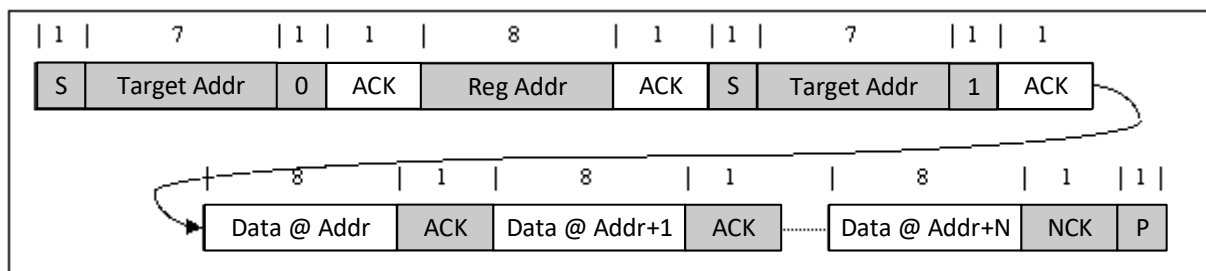 | 1 | 7 | 1 | 1 | 8 | 1 | 1 | 7 | 1 | 1
S Target Addr 0 ACK Reg Addr ACK S Target Addr 1 ACK
| 8 | 1 | 8 | 1 | 8 | 1 | 1 |
Data @ Addr ACK Data @ Addr+1 ACK Data @ Addr+N NCK P